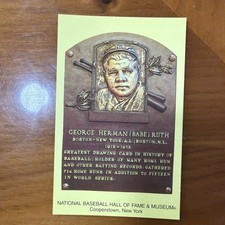 GEORGE HERMAN (BABE) RUTH
BOSTON-NEW YORK, A.L.; BOSTON, N.L.
1915-1935
GREATEST DRAWING CARD IN HISTORY OF
BASEBALL. HOLDER OF MANY HOME RUN
AND OTHER BATTING RECORDS. GATHERED
714 HOME RUNS IN ADDITION TO FIFTEEN
IN WORLD SERIES.
NATIONAL BASEBALL HALL OF FAME & MUSEUM®
Cooperstown, New York